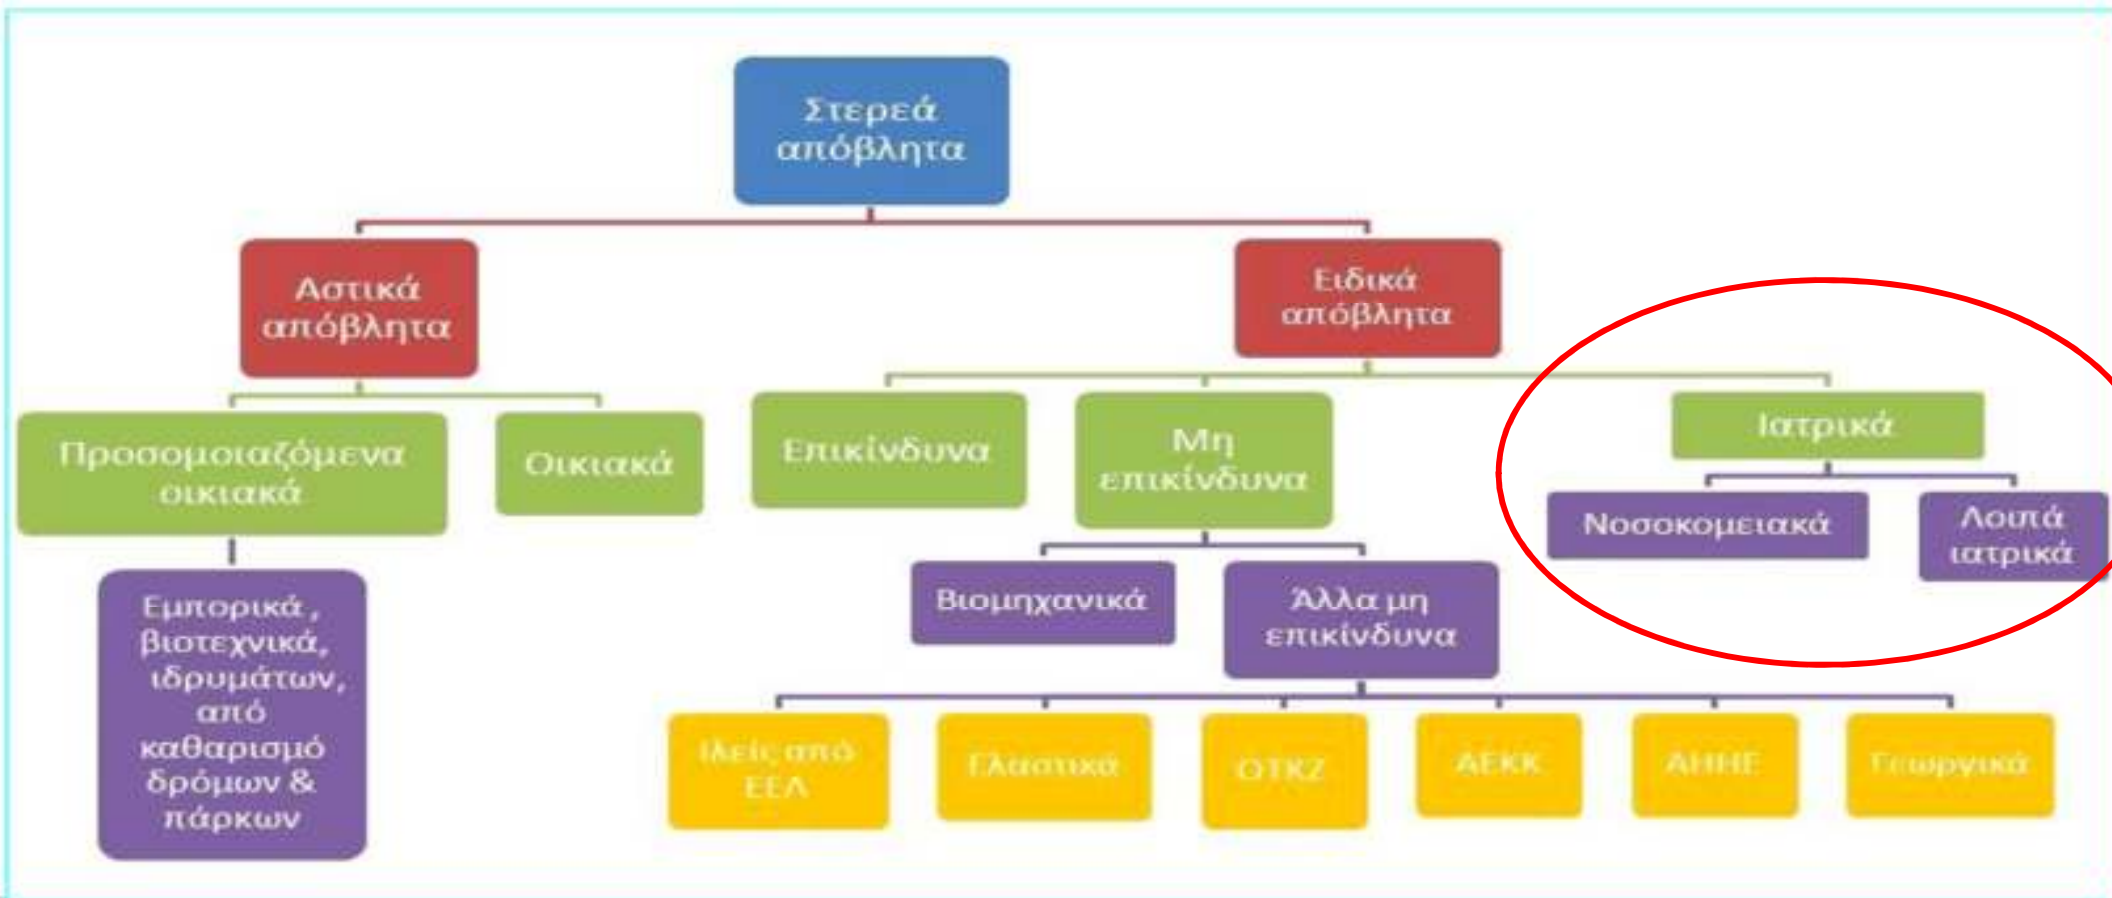 Στερεά
απόβλητα
Αστικά
απόβλητα
Ειδικά
απόβλητα
Προσομοιαζόμενα
οικιακά
Οικιακά
Επικίνδυνα
Μη
επικίνδυνα
Ιατρικά
Νοσοκομειακά
Λοιπά
ιατρικά
Εμπορικά ,
βιοτεχνικά,
ιδρυμάτων,
από
καθαρισμό
δρόμων &
πάρκων
Βιομηχανικά
Άλλα μη
επικίνδυνα
Ιλείς από
ΕΕΛ
Ελαστικά
ΟΤΚΖ
ΑΕΚΚ
ΑΗΗΕ
Γεωργικά